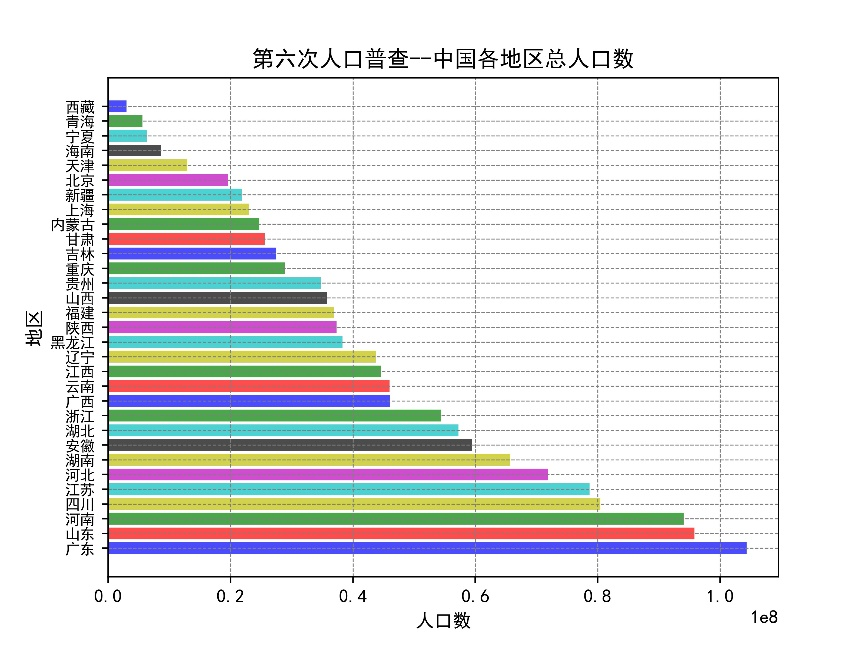 第六次人口普查--中国各地区总人口数
地区
西藏
青海
宁夏
海南
天津
北京
新疆
上海
内蒙古
甘肃
吉林
重庆
贵州
山西
福建
陕西
黑龙江
辽宁
江西
云南
广西
浙江
湖北
安徽
湖南
河北
江苏
四川
河南
山东
广东
0.0 0.2 0.4 0.6 0.8 1.0
1e8
人口数